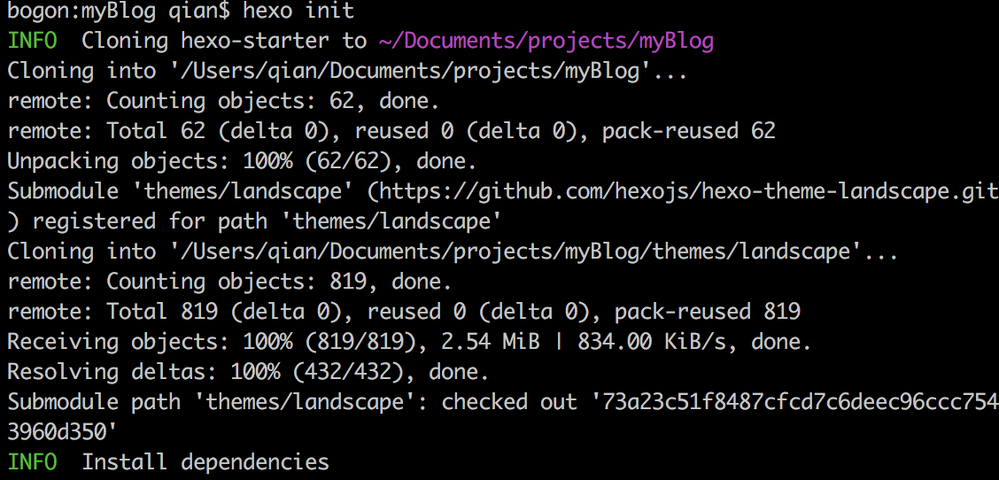 bogon:myBlog qian$ hexo init
INFO  Cloning hexo-starter to ~/Documents/projects/myBlog
Cloning into '/Users/qian/Documents/projects/myBlog'...
remote: Counting objects: 62, done.
remote: Total 62 (delta 0), reused 0 (delta 0), pack-reused 62
Unpacking objects: 100% (62/62), done.
Submodule 'themes/landscape' (https://github.com/hexojs/hexo-theme-landscape.git
) registered for path 'themes/landscape'
Cloning into '/Users/qian/Documents/projects/myBlog/themes/landscape'...
remote: Counting objects: 819, done.
remote: Total 819 (delta 0), reused 0 (delta 0), pack-reused 819
Receiving objects: 100% (819/819), 2.54 MiB | 834.00 KiB/s, done.
Resolving deltas: 100% (432/432), done.
Submodule path 'themes/landscape': checked out '73a23c51f8487cfcd7c6deec96ccc754
3960d350'
INFO  Install dependencies